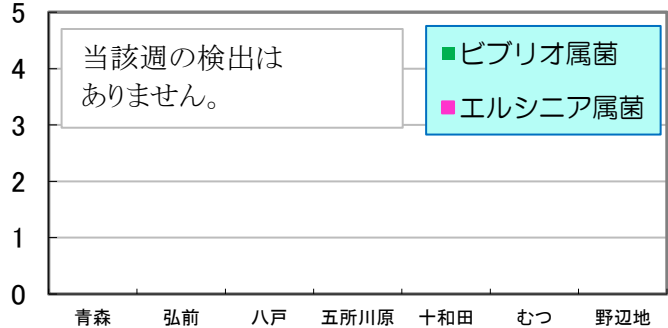 5
4
3
2
1
0
当該週の検出は
ありません。
■ビブリオ属菌
■エルシニア属菌
青森 弘前 八戸 五所川原 十和田 むつ 野辺地